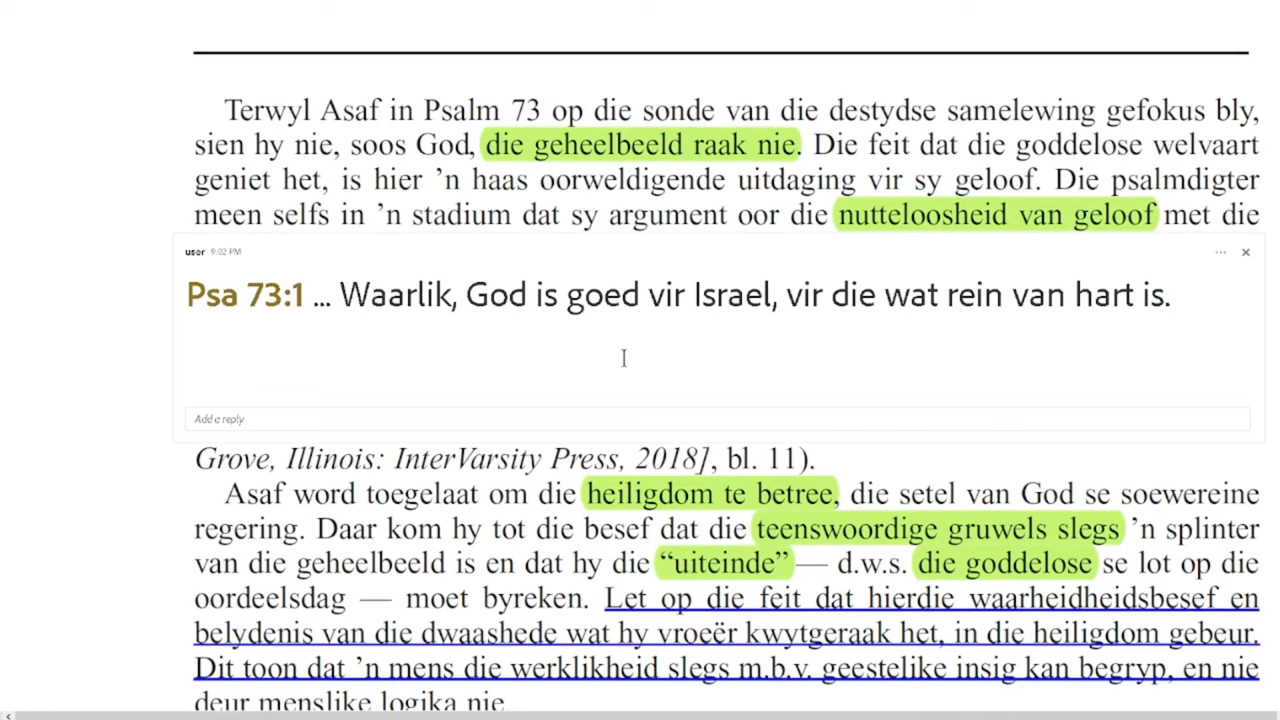 Terwyl Asaf in Psalm 73 op die sonde van die destydse samelewing gefokus bly,
sien hy nie, soos God, die geheelbeeld raak nie. Die feit dat die goddelose welvaart
geniet het, is hier ’n haas oorweldigende uitdaging vir sy geloof. Die psalmdigter
meen selfs in ’n stadium dat sy argument oor die nutteloosheid van geloof met die
user 9:02 PM
Psa 73:1 ... Waarlik, God is goed vir Israel, vir die wat rein van hart is.
Add a reply
Grove, Illinois: InterVarsity Press, 2018], bl. 11).
Asaf word toegelaat om die heiligdom te betree, die setel van God se soewereine
regering. Daar kom hy tot die besef dat die teenswoordige gruwels slegs ’n splinter
van die geheelbeeld is en dat hy die “uiteinde” — d.w.s. die goddelose se lot op die
oordeelsdag — moet byreken. Let op die feit dat hierdie waarheidheidsbesef en
belydenis van die dwaashede wat hy vroeër kwytgeraak het, in die heiligdom gebeur.
Dit toon dat ’n mens die werklikheid slegs m.b.v. geestelike insig kan begryp, en nie
deur menslike logika nie.